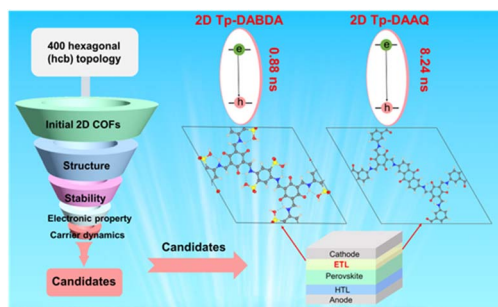 400 hexagonal
(hcb) topology
Initial 2D COFs
Structure
Stability
Electronic property
Carrier dynamics
Candidates
Candidates
2D Tp-DABDA
e
h
0.88 ns
2D Tp-DAAQ
e
h
8.24 ns
Cathode
ETL
Perovskite
HTL
Anode